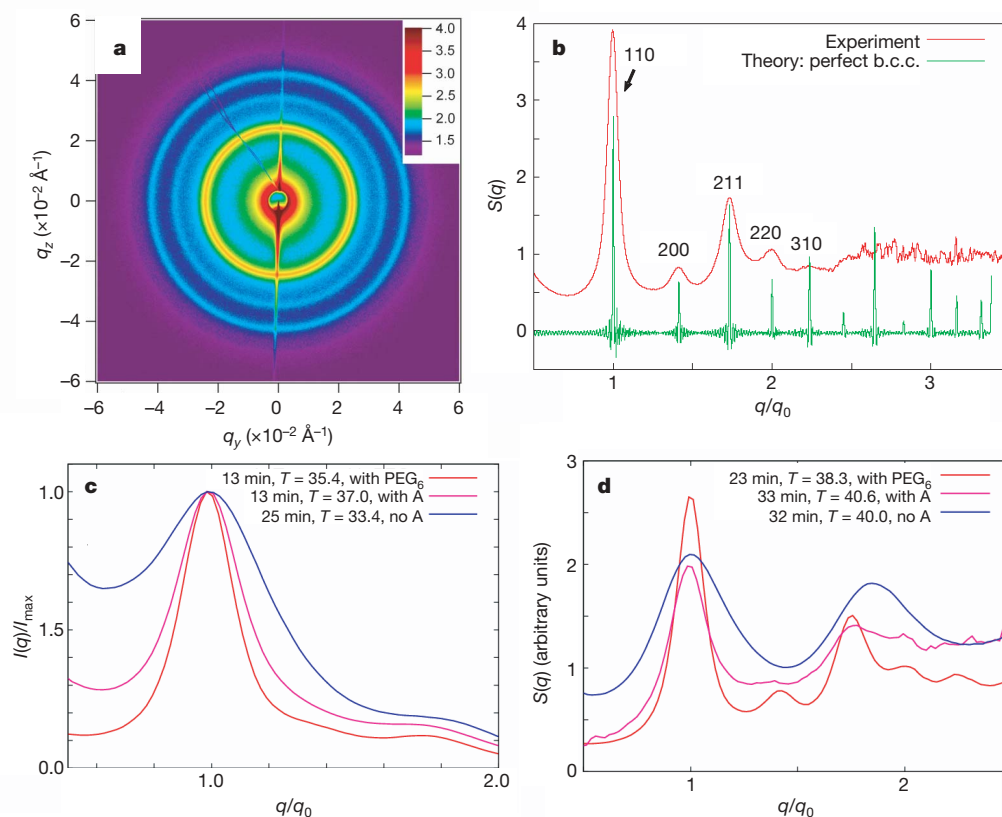 a
6
4
2
0
−2
−4
−6
q_z (×10⁻² Å⁻¹)
4.0
3.5
3.0
2.5
2.0
1.5
−6 −4 −2 0 2 4 6
q_y (×10⁻² Å⁻¹)
b
4
3
2
1
0
S(q)
Experiment
Theory: perfect b.c.c.
110
200
211
220
310
1 2 3
q/q₀
c
1.0
1.5
0.0
I(q)/I_max
13 min, T = 35.4, with PEG₆
13 min, T = 37.0, with A
25 min, T = 33.4, no A
1.0 2.0
q/q₀
d
3
2
1
0
S(q) (arbitrary units)
23 min, T = 38.3, with PEG₆
33 min, T = 40.6, with A
32 min, T = 40.0, no A
1 2
q/q₀